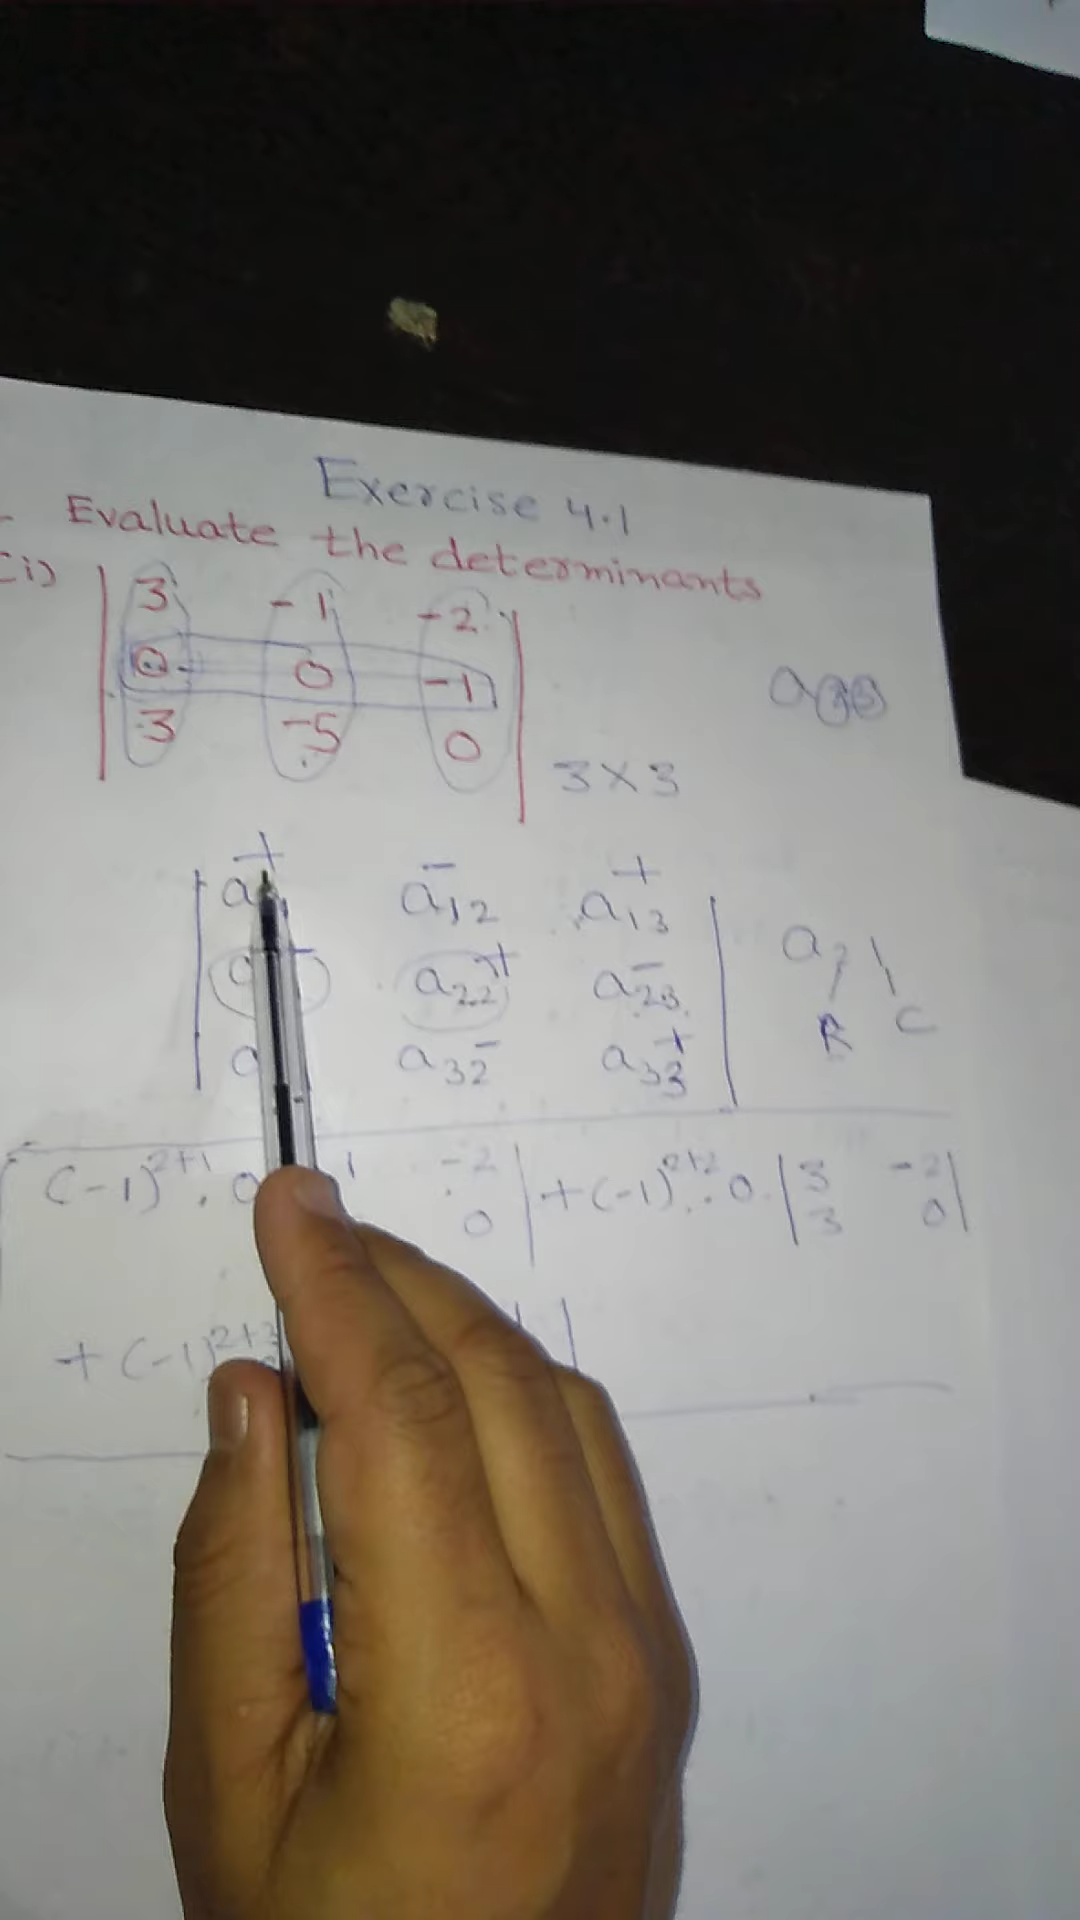 Exercise 4.1
Evaluate the determinants
(i) | 3 -1 -2 |
| 0 0 -1 |
| 3 -5 0 | 3×3
| + a12 - a13 + |
| a22 + a23 - |
| a32 - a33 + |
R C
(-1)^2+1 . 0 1 -2 | + (-1)^2+2 . 0 . | 3 -2 |
0 | | 3 0 |
+ (-1)^2+3